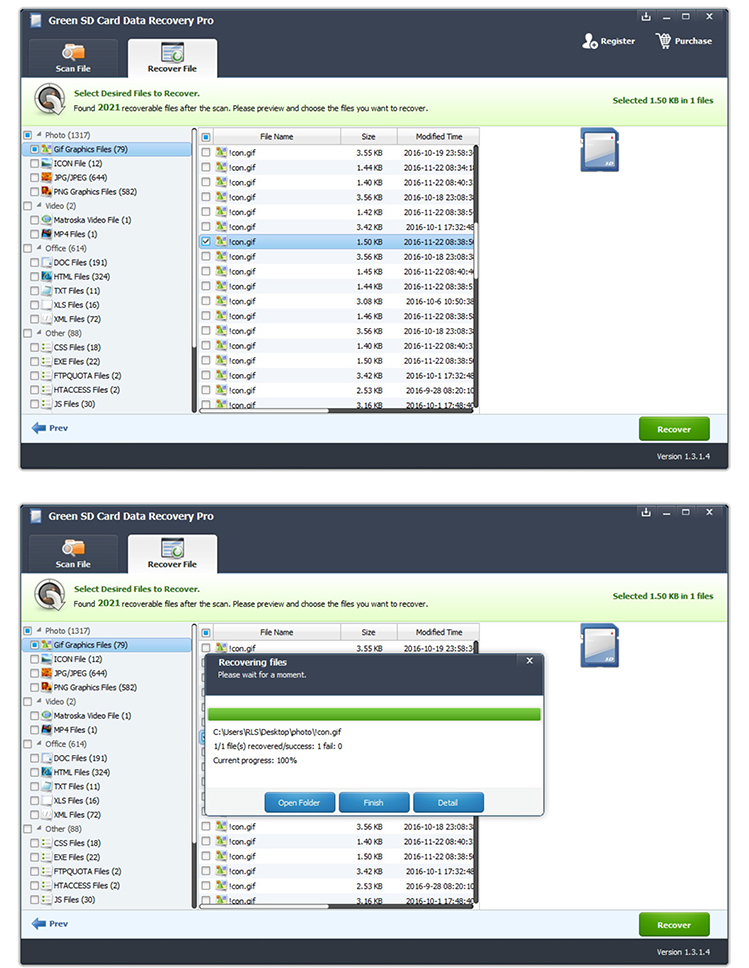 Green SD Card Data Recovery Pro
Scan File
Recover File
Register
Purchase
Select Desired Files to Recover.
Found 2021 recoverable files after the scan. Please preview and choose the files you want to recover.
Selected 1.50 KB in 1 files
Photo (1317)
Gif Graphics Files (79)
ICON File (12)
JPG/JPEG (644)
PNG Graphics Files (582)
Video (2)
Matroska Video File (1)
MP4 Files (1)
Office (614)
DOC Files (191)
HTML Files (324)
TXT Files (11)
XLS Files (16)
XML Files (72)
Other (88)
CSS Files (18)
EXE Files (22)
FTPQUOTA Files (2)
HTACCESS Files (2)
JS Files (30)
File Name Size Modified Time
!con.gif 3.55 KB 2016-10-19 23:58:3
!con.gif 1.44 KB 2016-11-22 08:34:1
!con.gif 1.40 KB 2016-11-22 08:40:3
!con.gif 3.56 KB 2016-10-18 23:08:3
!con.gif 1.42 KB 2016-11-22 08:38:5
!con.gif 3.42 KB 2016-10-1 17:32:48
!con.gif 1.50 KB 2016-11-22 08:38:5
!con.gif 3.56 KB 2016-10-18 23:08:3
!con.gif 1.45 KB 2016-11-22 08:40:4
!con.gif 1.44 KB 2016-11-22 08:38:5
!con.gif 3.08 KB 2016-10-6 10:50:38
!con.gif 1.46 KB 2016-11-22 08:38:5
!con.gif 3.56 KB 2016-10-18 23:08:3
!con.gif 1.40 KB 2016-11-22 08:40:3
!con.gif 1.50 KB 2016-11-22 08:38:5
!con.gif 3.42 KB 2016-10-1 17:32:48
!con.gif 2.53 KB 2016-9-28 08:20:10
!con.gif 3.16 KB 2016-10-1 17:48:40
SD
Prev
Recover
Version 1.3.1.4
Green SD Card Data Recovery Pro
Scan File
Recover File
Select Desired Files to Recover.
Found 2021 recoverable files after the scan. Please preview and choose the files you want to recover.
Selected 1.50 KB in 1 files
Photo (1317)
Gif Graphics Files (79)
ICON File (12)
JPG/JPEG (644)
PNG Graphics Files (582)
Video (2)
Matroska Video File (1)
MP4 Files (1)
Office (614)
DOC Files (191)
HTML Files (324)
TXT Files (11)
XLS Files (16)
XML Files (72)
Other (88)
CSS Files (18)
EXE Files (22)
FTPQUOTA Files (2)
HTACCESS Files (2)
JS Files (30)
File Name Size Modified Time
!con.gif 3.55 KB 2016-10-19 23:58:3
Recovering files
Please wait for a moment.
C:\Users\RLS\Desktop\photo\!con.gif
1/1 file(s) recovered/success: 1 fail: 0
Current progress: 100%
Open Folder
Finish
Detail
!con.gif 3.56 KB 2016-10-18 23:08:3
!con.gif 1.40 KB 2016-11-22 08:40:3
!con.gif 1.50 KB 2016-11-22 08:38:5
!con.gif 3.42 KB 2016-10-1 17:32:48
!con.gif 2.53 KB 2016-9-28 08:20:10
!con.gif 3.16 KB 2016-10-1 17:48:40
SD
Prev
Recover
Version 1.3.1.4